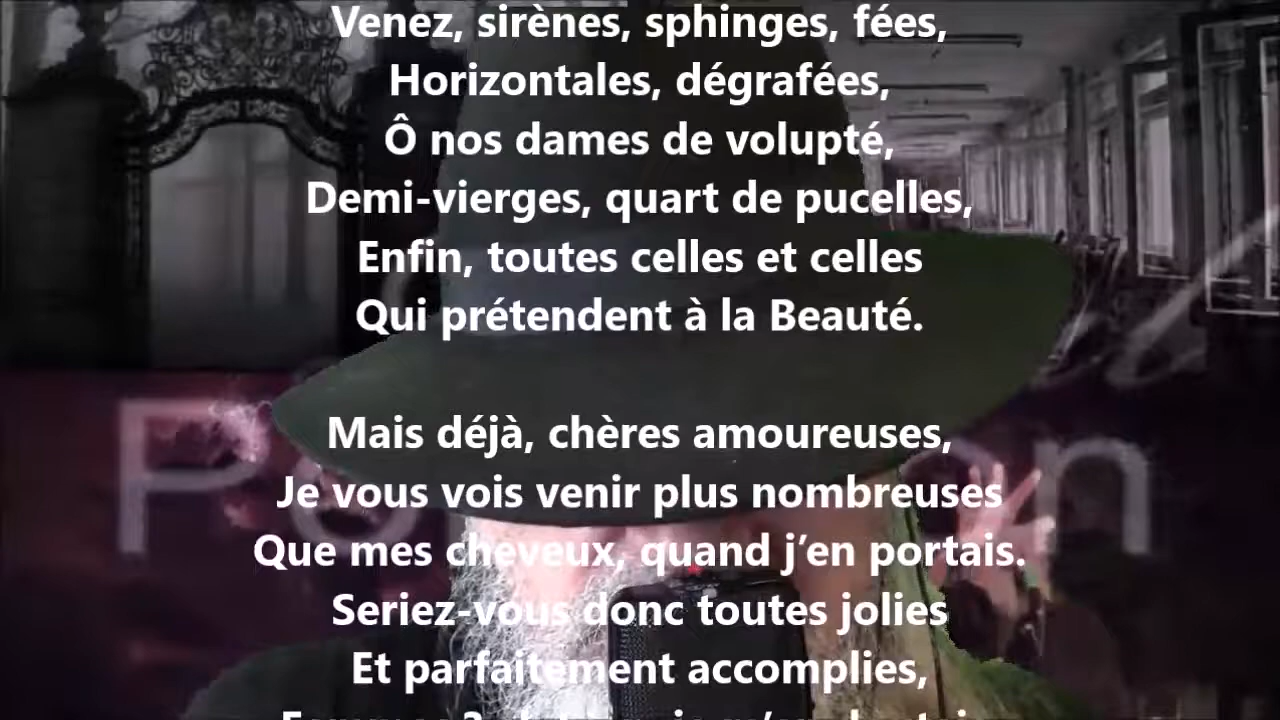 Venez, sirènes, sphinges, fées,
Horizontales, dégrafées,
Ô nos dames de volupté,
Demi-vierges, quart de pucelles,
Enfin, toutes celles et celles
Qui prétendent à la Beauté.
Mais déjà, chères amoureuses,
Je vous vois venir plus nombreuses
Que mes cheveux, quand j’en portais.
Seriez-vous donc toutes jolies
Et parfaitement accomplies,